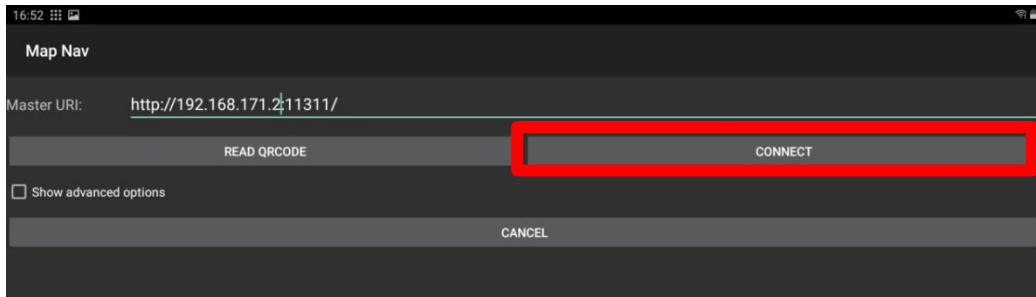 16:52
Map Nav
Master URI: http://192.168.171.2:11311/
READ QRCODE CONNECT
Show advanced options
CANCEL